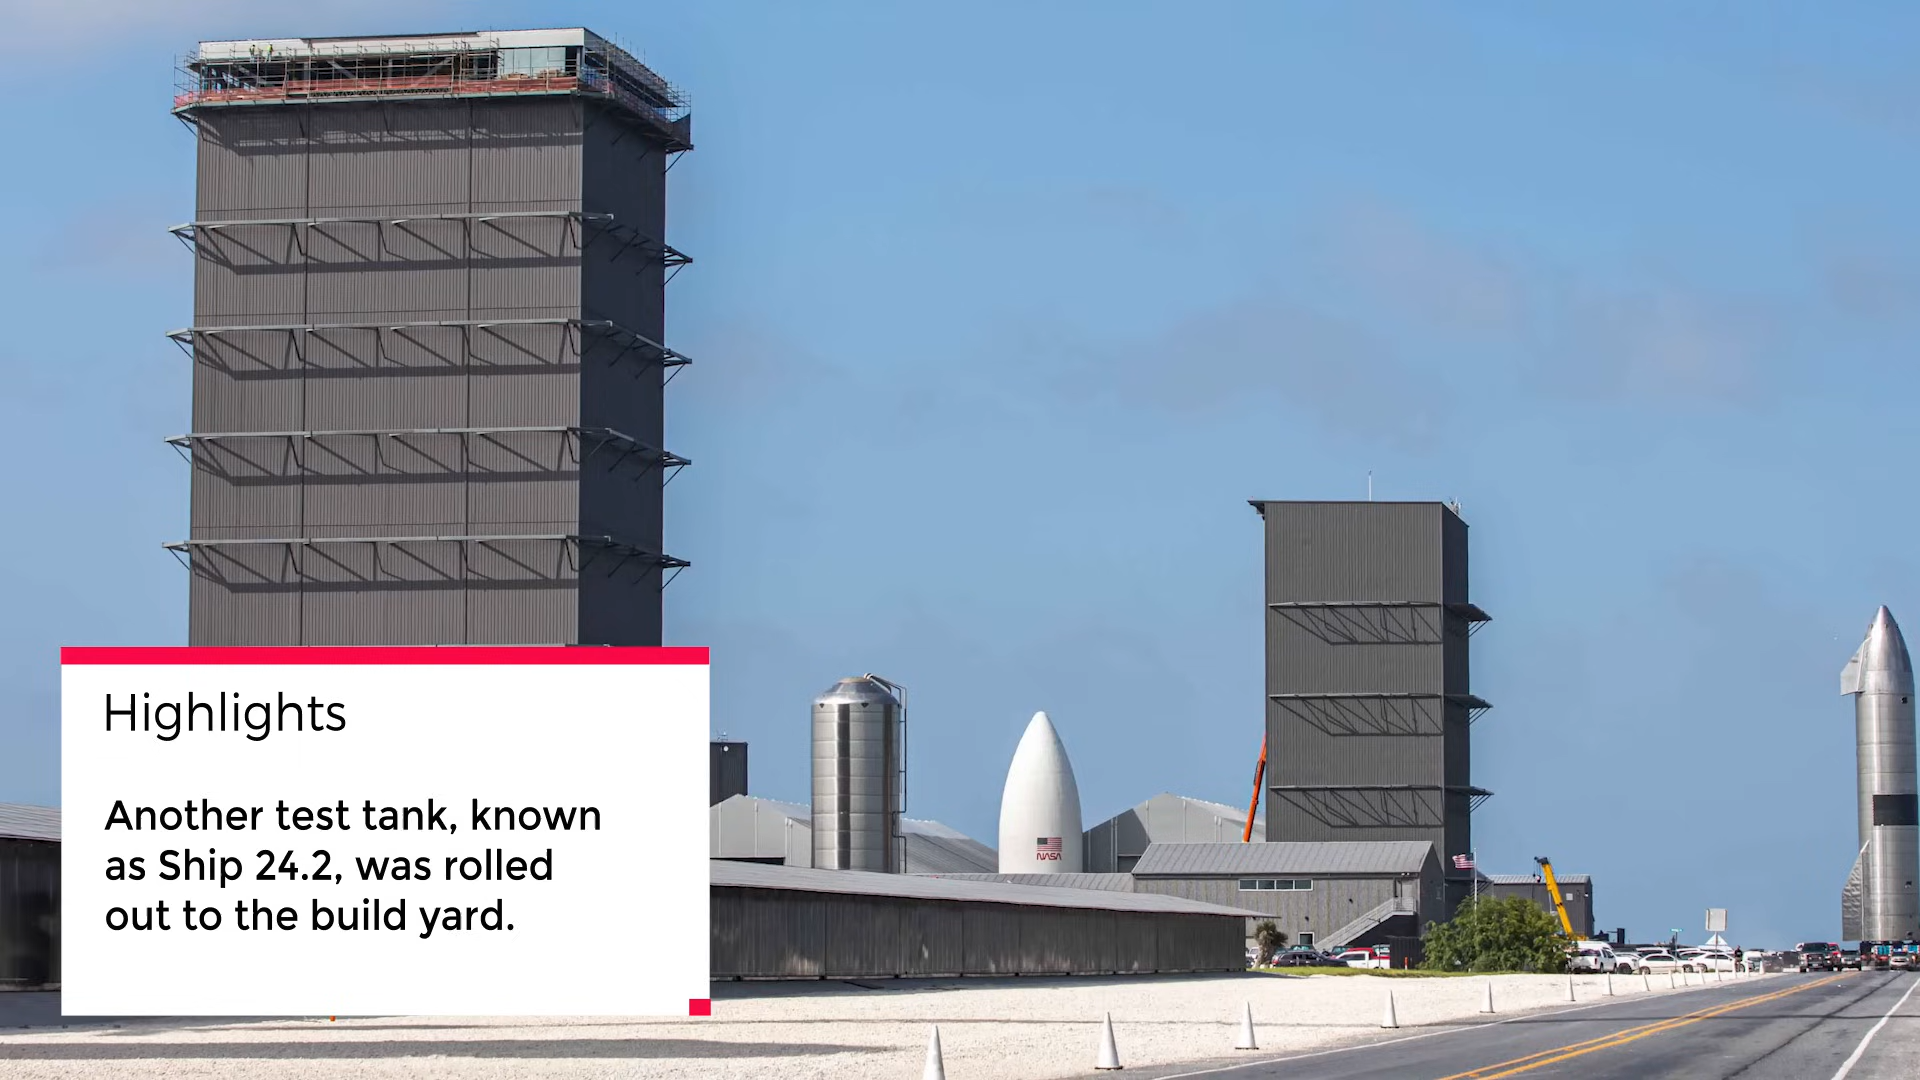 Highlights
Another test tank, known
as Ship 24.2, was rolled
out to the build yard.
NASA